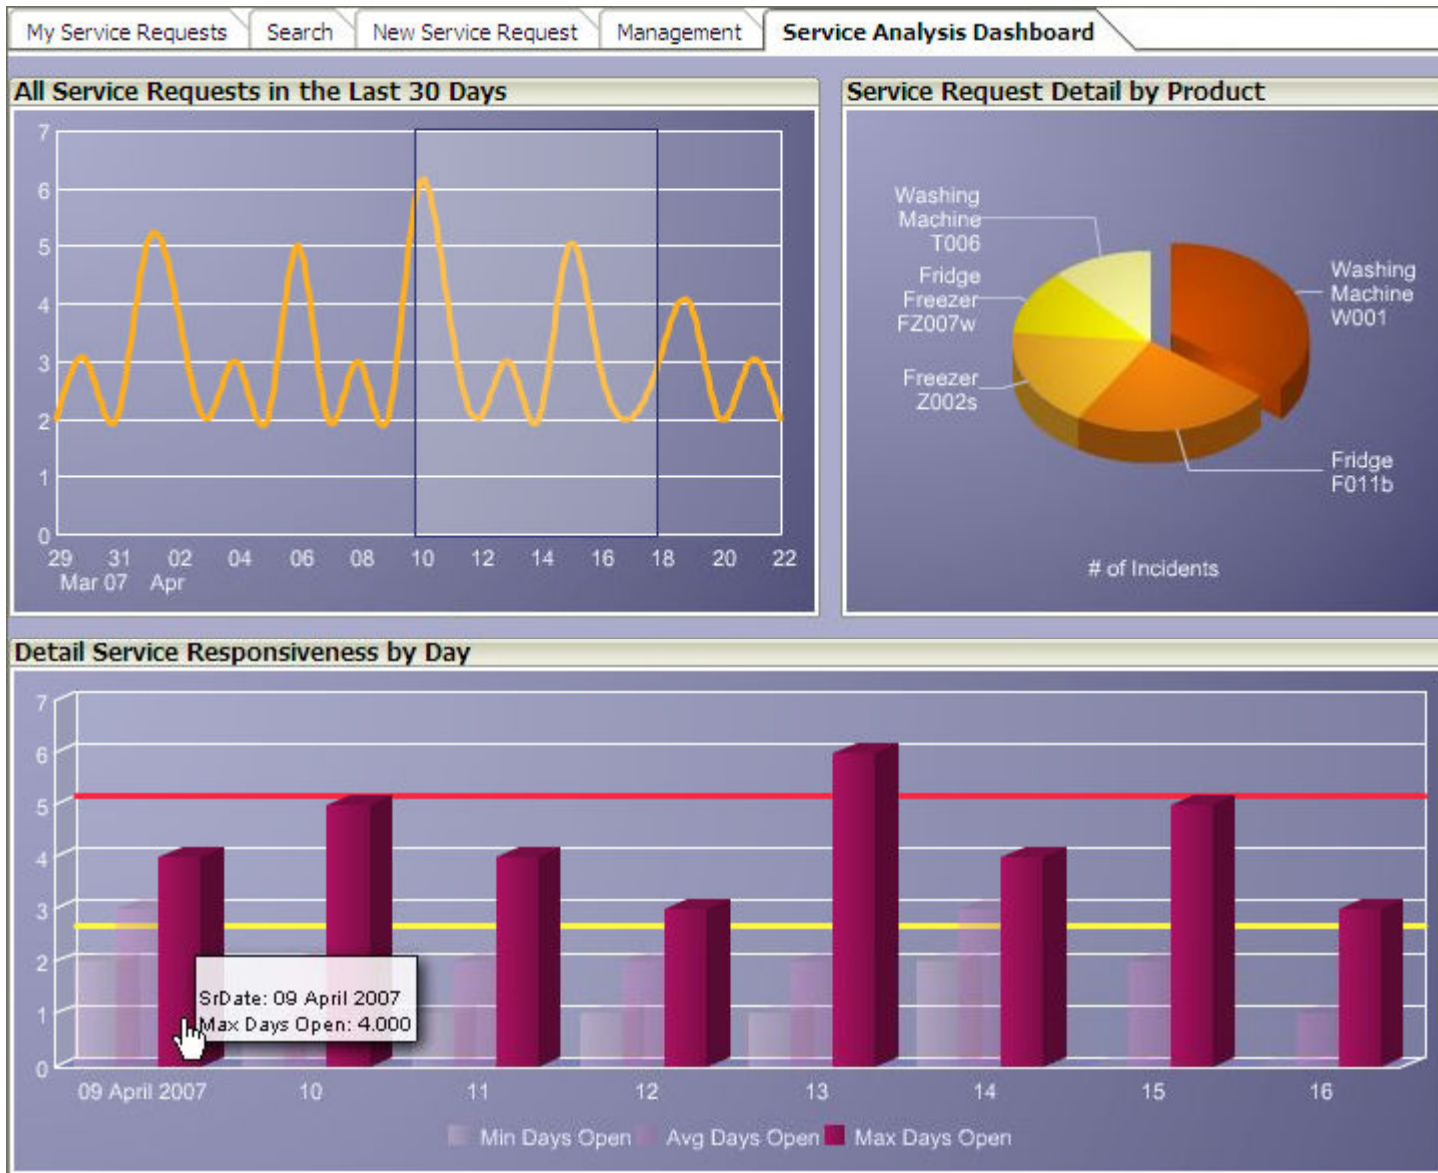 My Service Requests
Search
New Service Request
Management
Service Analysis Dashboard
All Service Requests in the Last 30 Days
7
6
5
4
3
2
1
0
29 31 02 04 06 08 10 12 14 16 18 20 22
Mar 07 Apr
Service Request Detail by Product
Washing
Machine
T006
Fridge
Freezer
FZ007w
Freezer
Z002s
Washing
Machine
W001
Fridge
F011b
# of Incidents
Detail Service Responsiveness by Day
7
6
5
4
3
2
1
0
SrDate: 09 April 2007
Max Days Open: 4.000
09 April 2007 10 11 12 13 14 15 16
Min Days Open Avg Days Open Max Days Open